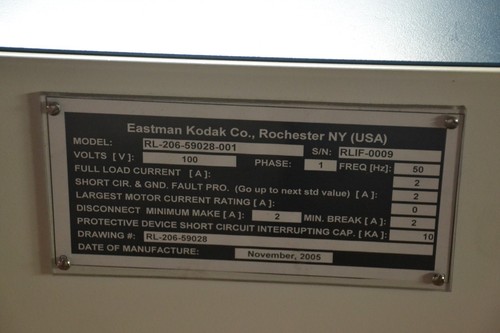 Eastman Kodak Co., Rochester NY (USA)
MODEL: RL-206-59028-001 S/N: RLIF-0009
VOLTS [V]: 100 PHASE: 1 FREQ [Hz]: 50
FULL LOAD CURRENT [A]: 2
SHORT CIR. & GND. FAULT PRO. (Go up to next std value) [A]: 2
LARGEST MOTOR CURRENT RATING [A]: 0
DISCONNECT MINIMUM MAKE [A]: 2 MIN. BREAK [A]: 2
PROTECTIVE DEVICE SHORT CIRCUIT INTERRUPTING CAP. [KA]: 10
DRAWING #: RL-206-59028
DATE OF MANUFACTURE: November, 2005